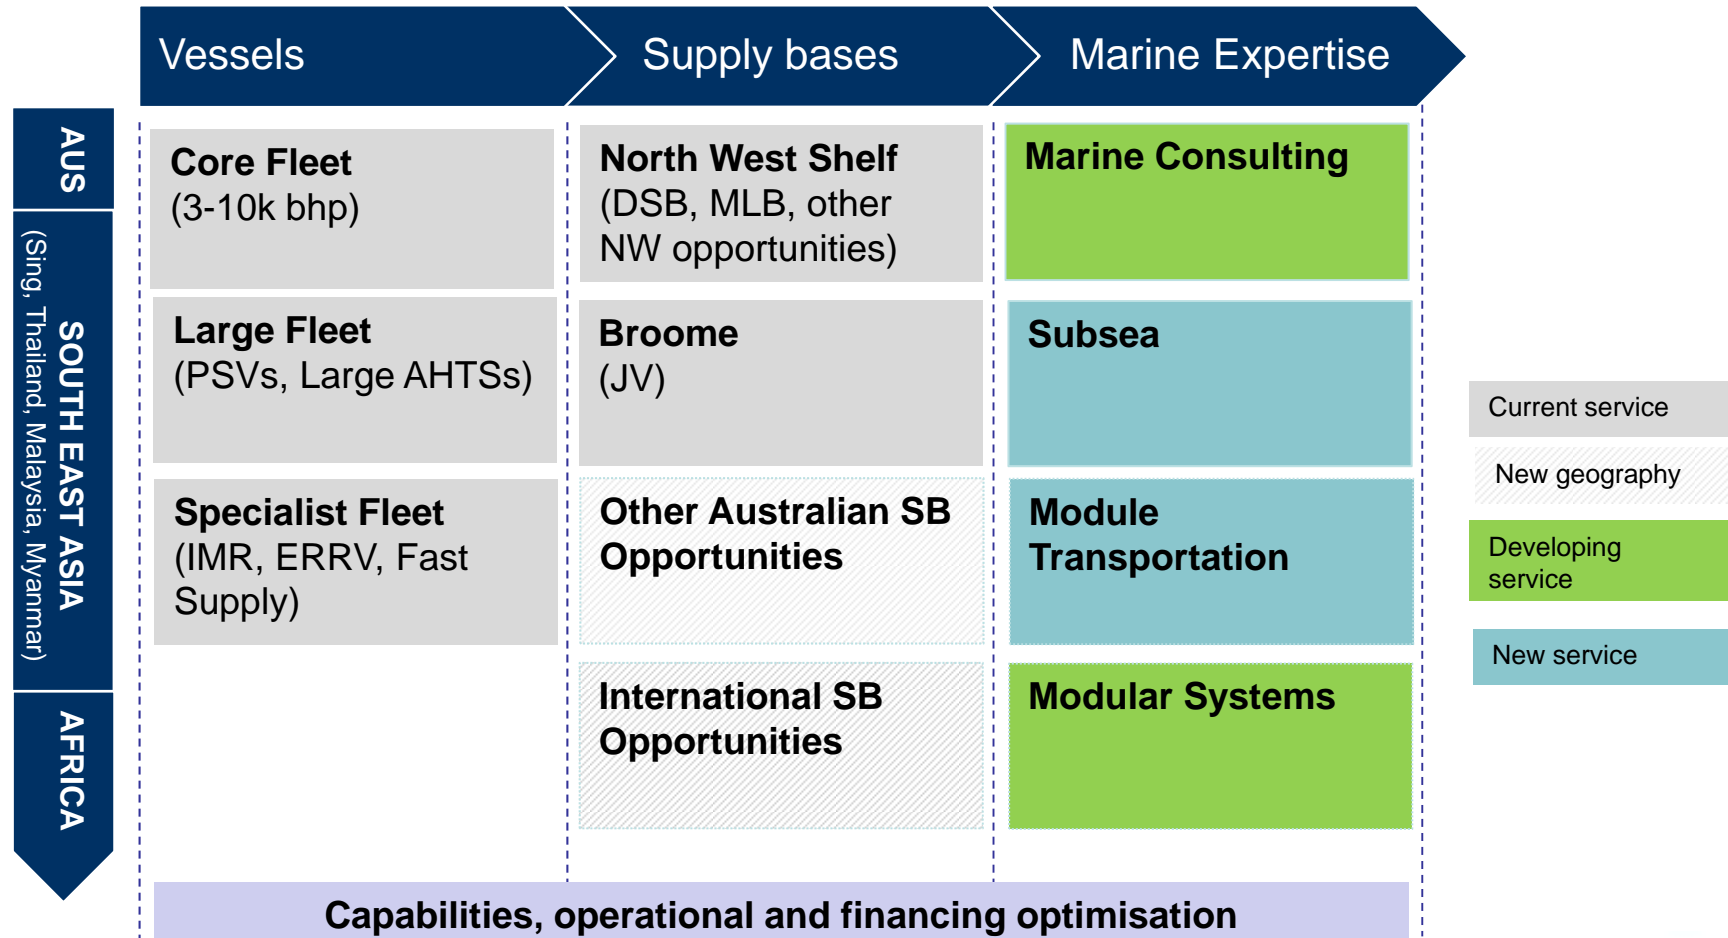 Vessels
Supply bases
Marine Expertise
AUS
SOUTH EAST ASIA
(Sing, Thailand, Malaysia, Myanmar)
AFRICA
Core Fleet
(3-10k bhp)
Large Fleet
(PSVs, Large AHTSs)
Specialist Fleet
(IMR, ERRV, Fast
Supply)
North West Shelf
(DSB, MLB, other
NW opportunities)
Broome
(JV)
Other Australian SB
Opportunities
International SB
Opportunities
Marine Consulting
Subsea
Module
Transportation
Modular Systems
Current service
New geography
Developing
service
New service
Capabilities, operational and financing optimisation